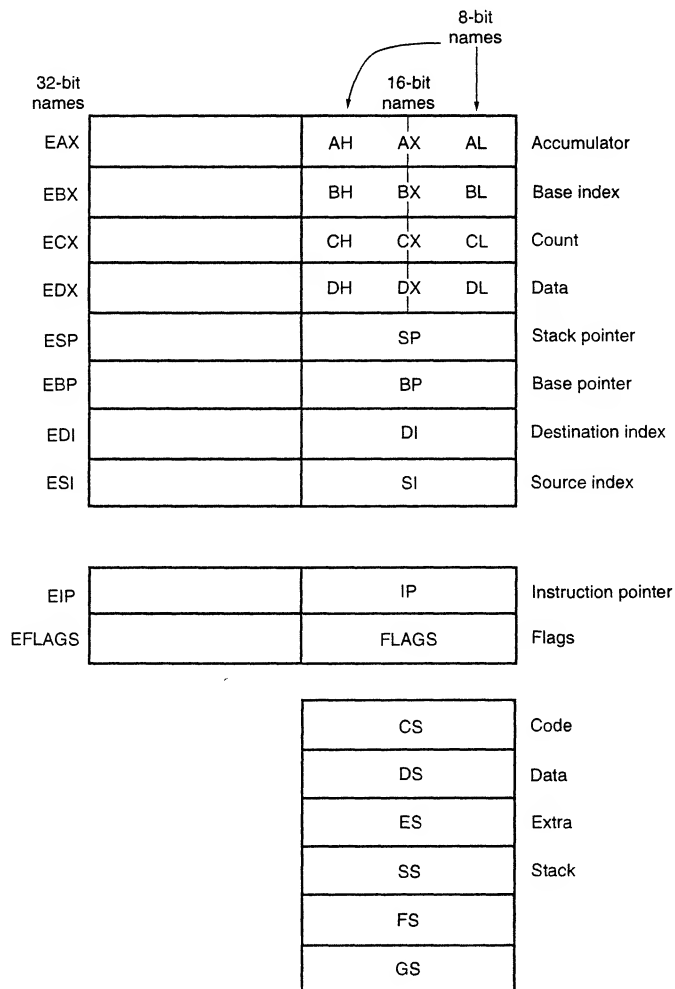 8-bit
names
32-bit
names
16-bit
names
EAX AH AX AL Accumulator
EBX BH BX BL Base index
ECX CH CX CL Count
EDX DH DX DL Data
ESP SP Stack pointer
EBP BP Base pointer
EDI DI Destination index
ESI SI Source index
EIP IP Instruction pointer
EFLAGS FLAGS Flags
CS Code
DS Data
ES Extra
SS Stack
FS
GS